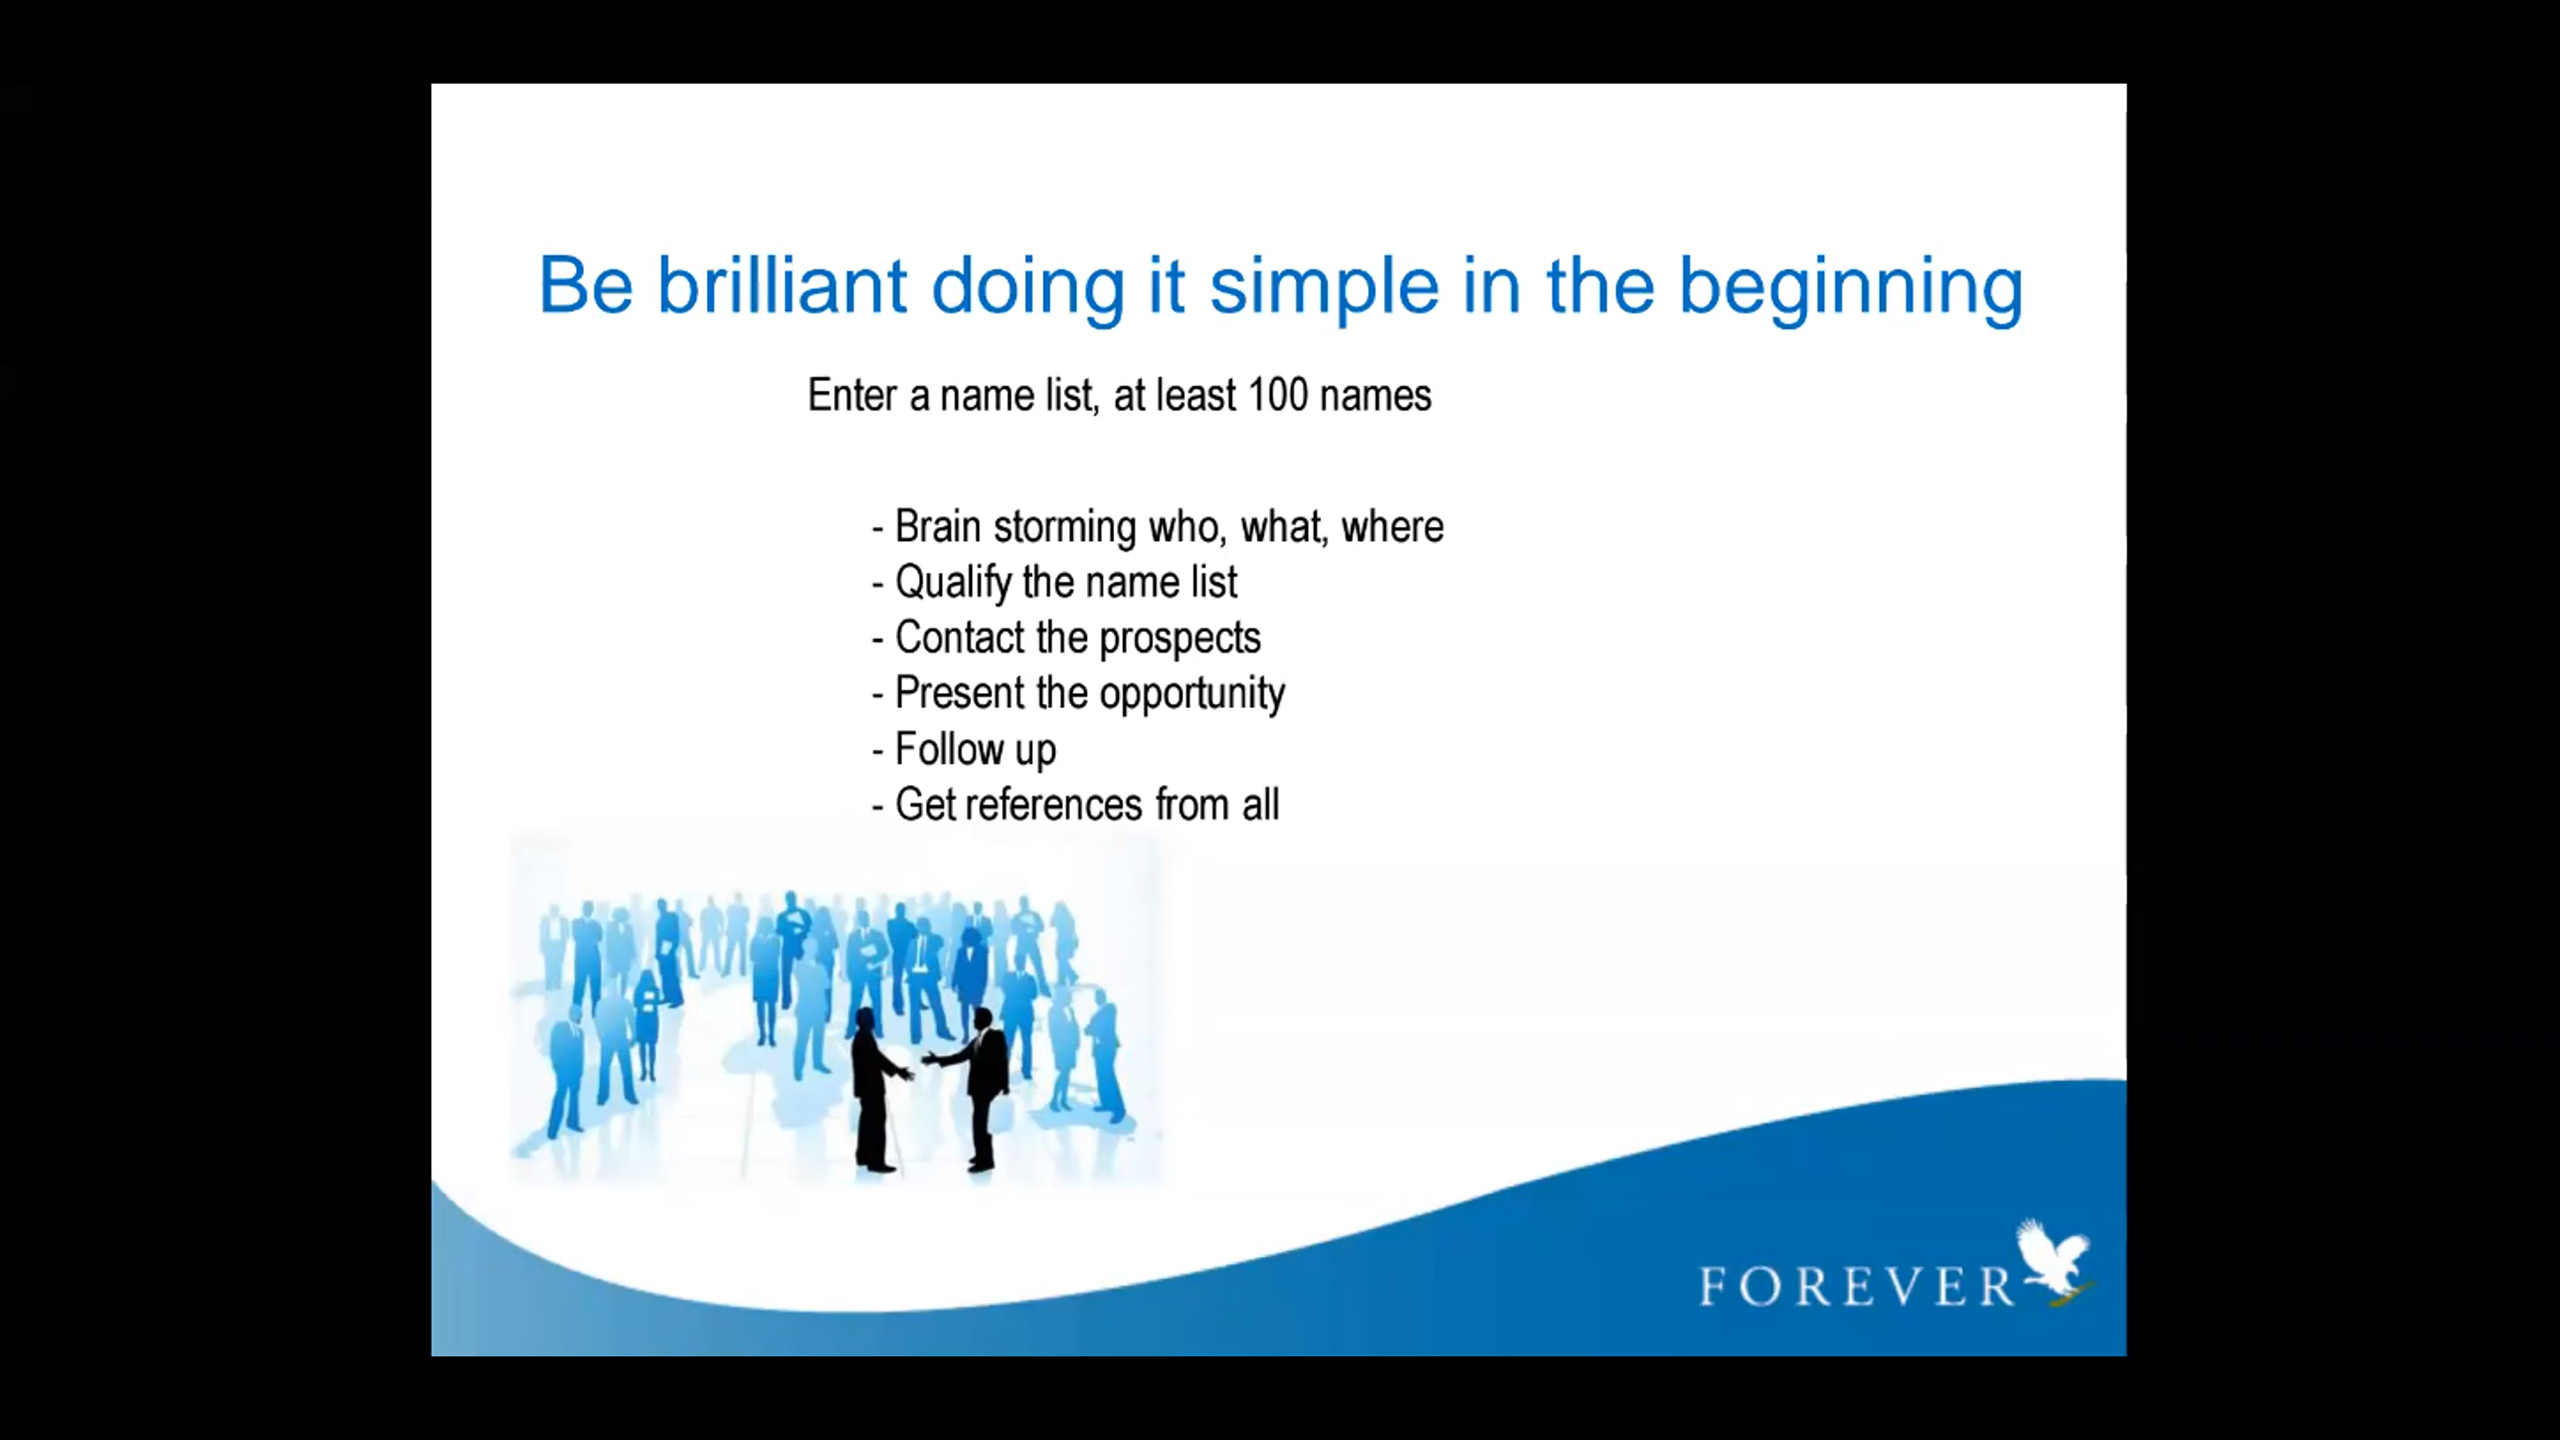 Be brilliant doing it simple in the beginning
Enter a name list, at least 100 names
- Brain storming who, what, where
- Qualify the name list
- Contact the prospects
- Present the opportunity
- Follow up
- Get references from all
FOREVER